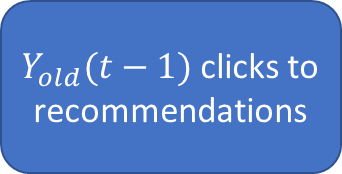 Y_old(t − 1) clicks to
recommendations